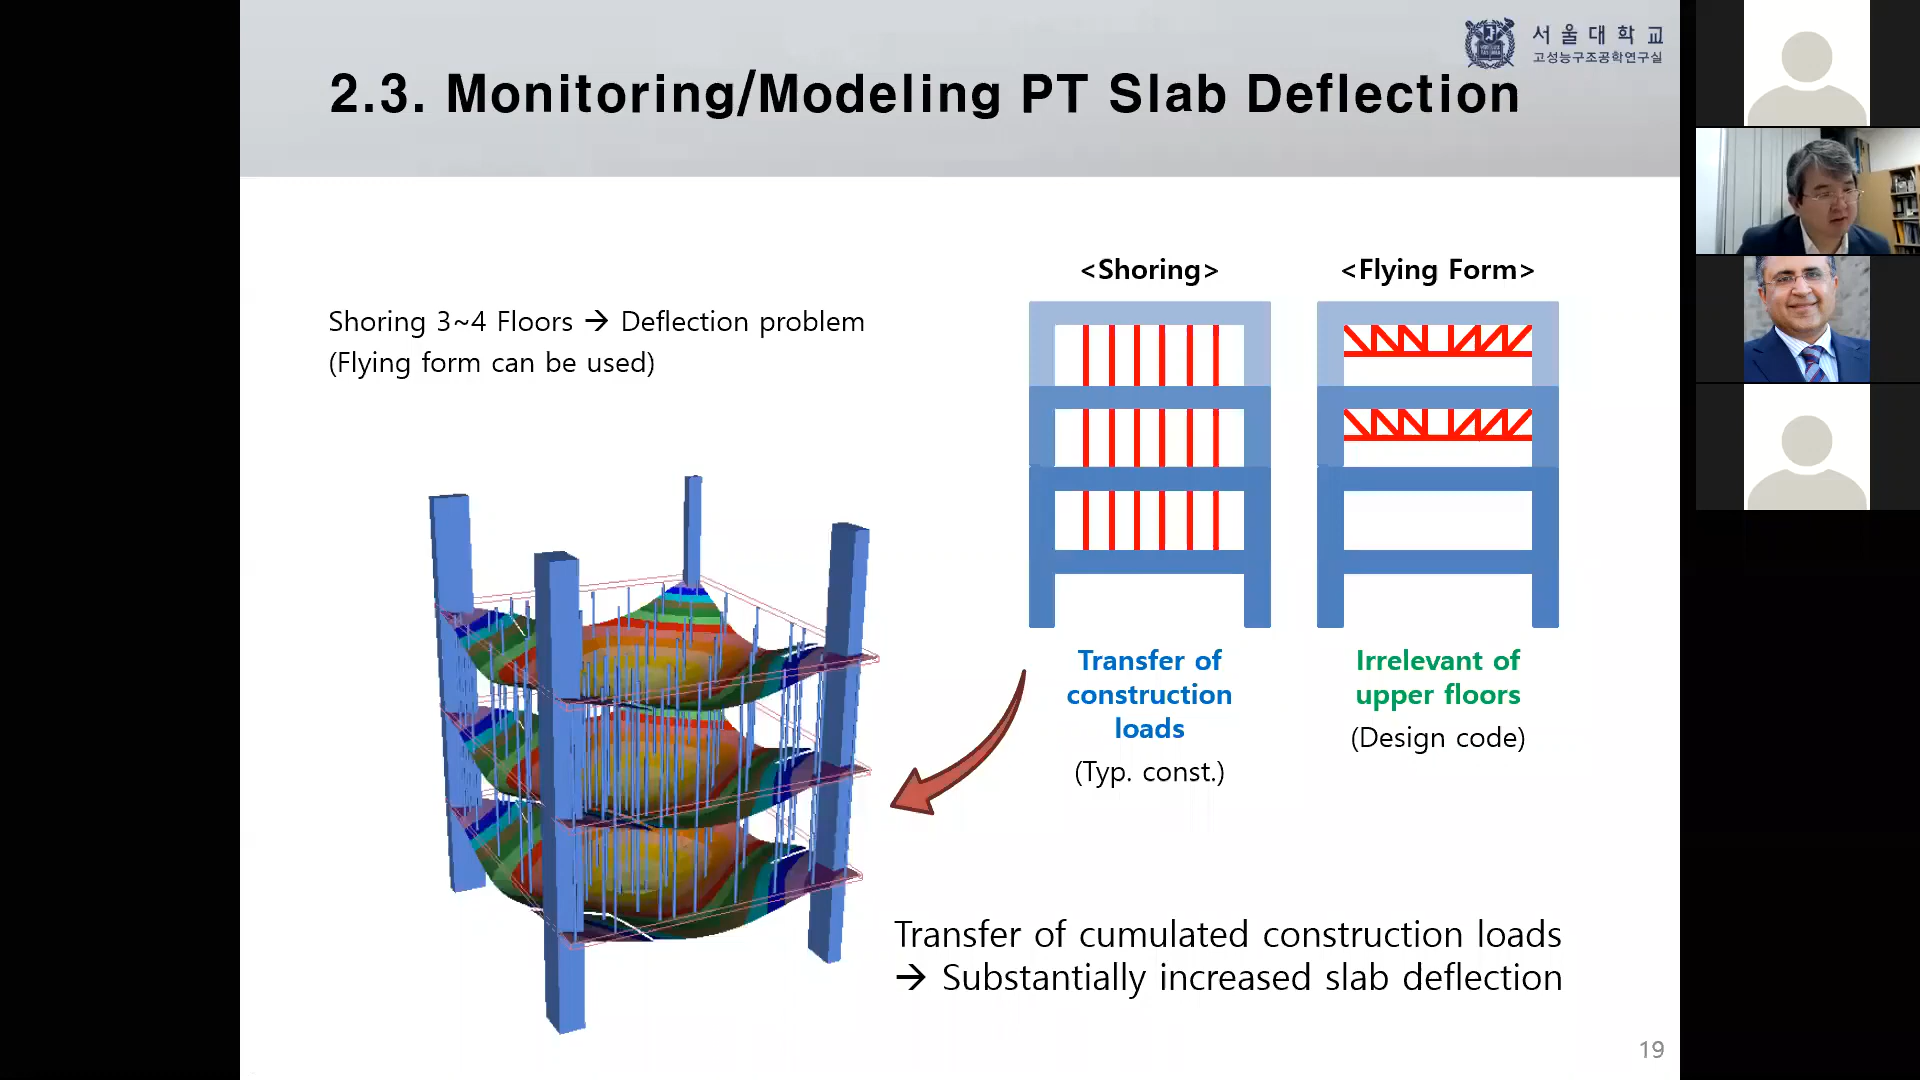 서울대학교
고성능구조공학연구실
2.3. Monitoring/Modeling PT Slab Deflection
Shoring 3~4 Floors → Deflection problem
(Flying form can be used)
<Shoring>
<Flying Form>
Transfer of
construction
loads
(Typ. const.)
Irrelevant of
upper floors
(Design code)
Transfer of cumulated construction loads
→ Substantially increased slab deflection
19